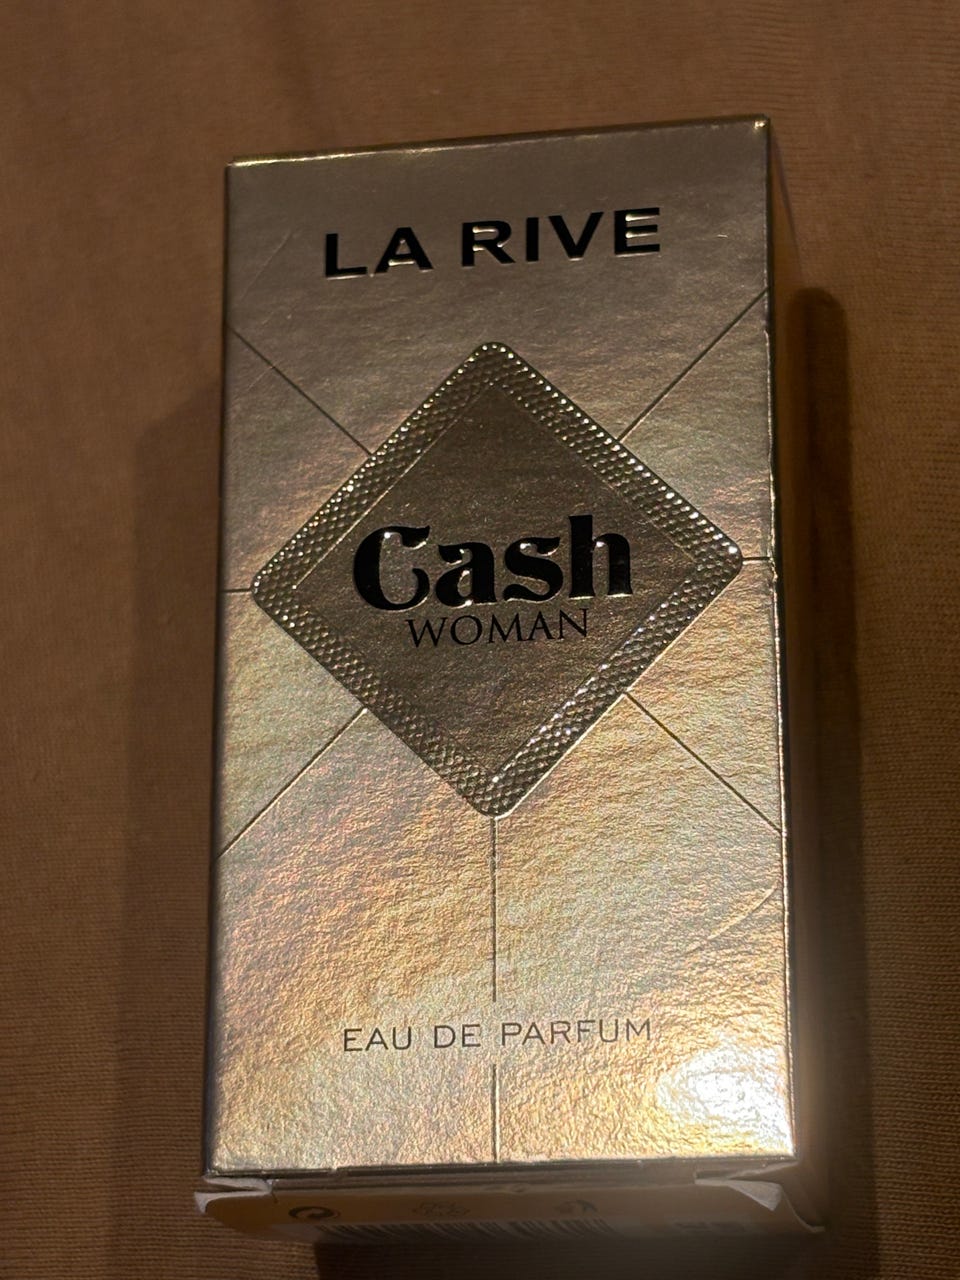 LA RIVE
Cash
WOMAN
EAU DE PARFUM